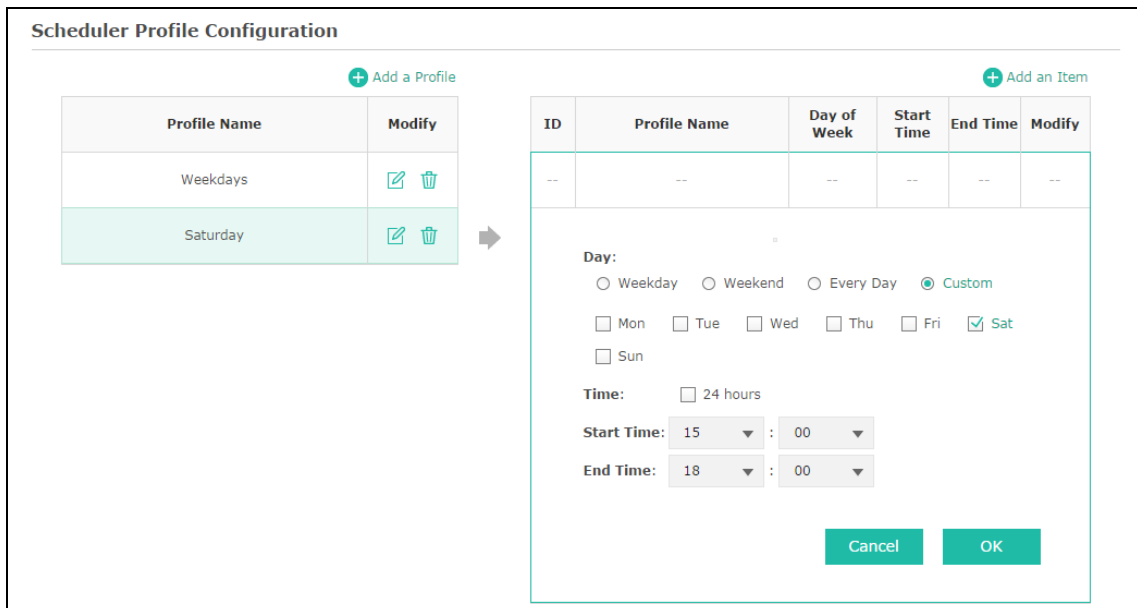 Scheduler Profile Configuration
Add a Profile
Add an Item
Profile Name Modify
ID Profile Name Day of Week Start Time End Time Modify
Weekdays
-- -- -- -- -- --
Saturday
Day:
Weekday Weekend Every Day Custom
Mon Tue Wed Thu Fri Sat
Sun
Time: 24 hours
Start Time: 15 : 00
End Time: 18 : 00
Cancel OK